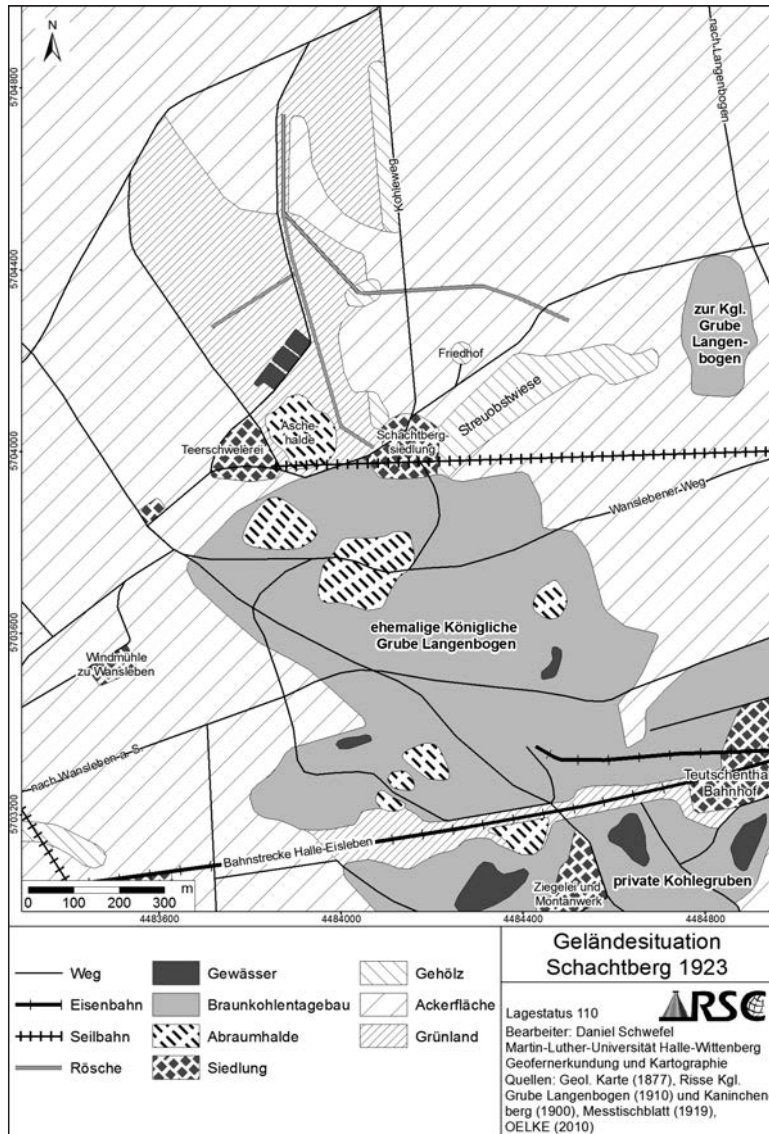 N
nach Langenbogen
5704800
Kohleweg
5704400
zur Kgl.
Grube
Langen-
bogen
Friedhof
Streuobstwiese
Asche-
halde
Schachtberg-
siedlung
Teerschwelerei
5704000
Wanslebener-Weg
ehemalige Königliche
Grube Langenbogen
5703600
Windmühle
zu Wansleben
nach Wansleben a. S.
Teutschentha
Bahnhof
5703200
Bahnstrecke Halle-Eisleben
private Kohlegruben
Ziegelei und
Montanwerk
0 100 200 300 m
4483600 4484000 4484400 4484800
Weg
Eisenbahn
Seilbahn
Rösche
Gewässer
Braunkohlentagebau
Abraumhalde
Siedlung
Gehölz
Ackerfläche
Grünland
Geländesituation
Schachtberg 1923
Lagestatus 110
RSC
Bearbeiter: Daniel Schwefel
Martin-Luther-Universität Halle-Wittenberg
Geofernerkundung und Kartographie
Quellen: Geol. Karte (1877), Risse Kgl.
Grube Langenbogen (1910) und Kaninchen-
berg (1900), Messtischblatt (1919),
OELKE (2010)